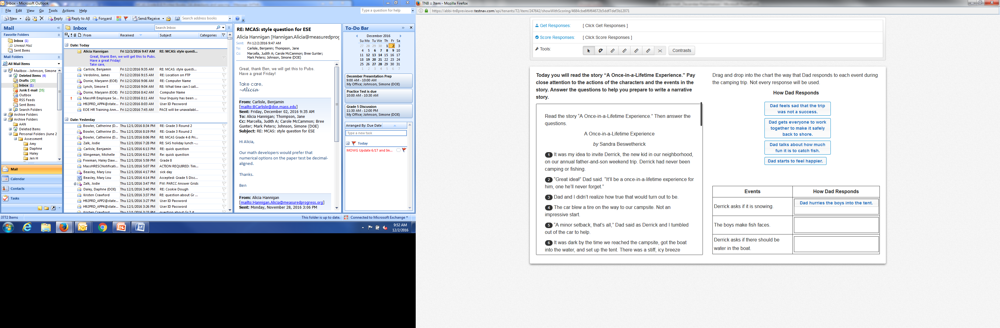 Inbox - Microsoft Outlook
File Edit View Go Tools Actions Help
Type a question for help
New Reply Reply to All Forward Send/Receive Search address books
Mail
Favorite Folders
Inbox (1)
Unread Mail
Sent Items
Mail Folders
All Mail Items
Mailbox - Johnson, Simone
Deleted Items (4)
Drafts [20]
Inbox (1)
Junk E-mail [35]
Outbox
RSS Feeds
Sent Items
Search Folders
Archive Folders
Archive Folders
AAN
Deleted Items
Personal Folders (June 2
Assessment
Amy
Daphne
Haley
Jen H
Mail
Calendar
Contacts
Tasks
3772 Items
Inbox
Search Inbox
From Received Subject Categories
Date: Today
Alicia Hannigan Fri 12/2/2016 9:47 AM RE: MCAS: style questi...
Great, thank Ben, we will get this to Pubs.
Have a great Friday!
Take care,
Carlisle, Benjamin Fri 12/2/2016 9:35 AM RE: MCAS: style questi...
Verdolino, James Fri 12/2/2016 9:15 AM RE: Location on FTP
Donie, Maryann (EOE) Fri 12/2/2016 9:06 AM RE: Computer Name
Lynch, Simone E Fri 12/2/2016 9:04 AM RE: What time can I call...
Donie, Maryann (EOE) Fri 12/2/2016 8:42 AM Computer Name
MassHR Employee Se... Fri 12/2/2016 8:11 AM Your Inquiry has been ...
H92PRD_APP4@state... Fri 12/2/2016 8:03 AM User ID Password
EOE HR Training Ann... Fri 12/2/2016 7:45 AM PACE will be unavailabl...
Date: Yesterday
Bowler, Catherine (D... Thu 12/1/2016 8:34 PM RE: Grade 3 Round 2
Bowler, Catherine (D... Thu 12/1/2016 8:19 PM RE: Grade 3 Round 2
Bowler, Catherine (D... Thu 12/1/2016 8:06 PM RE: MCAS Grade 4-8 Pri...
Zalk, Jodie Thu 12/1/2016 7:28 PM RE: SAS holiday lunch -...
Carlisle, Benjamin Thu 12/1/2016 6:13 PM RE: quick question
Klingeman, Michelle Thu 12/1/2016 6:12 PM Re: quick question
Freeman, Haley Daw... Thu 12/1/2016 5:59 PM Grade 8
MassHRESCNotificati... Thu 12/1/2016 5:07 PM ACTION REQUIRED: Tim...
Beasley, Mary Lou Thu 12/1/2016 4:17 PM sick day
Beasley, Mary Lou Thu 12/1/2016 4:14 PM Accepted: Grade 5 Disc...
Zalk, Jodie Thu 12/1/2016 3:47 PM FW: PARCC Answer Grids
Daley, Daphne (DOE) Thu 12/1/2016 3:40 PM RE: Cookie Dough
Kristen Crawford Thu 12/1/2016 3:37 PM RE: question about Gr ...
H92PRD_APP2@state... Thu 12/1/2016 3:27 PM User ID Password
H92PRD_APP4@state... Thu 12/1/2016 3:26 PM User ID Password
Kristen Crawford Thu 12/1/2016 3:23 PM question about Gr 7 it
RE: MCAS: style question for ESE
Alicia Hannigan [Hannigan.Alicia@measuredprog
Sent: Fri 12/2/2016 9:47 AM
To: Carlisle, Benjamin; Thompson, Jane
Cc: Marcella, Judith A; Carole McCammon; Bree Gunter;
Mark Peters; Johnson, Simone (DOE)
Great, thank Ben, we will get this to Pubs.
Have a great Friday!
Take care,
~Alicia
From: Carlisle, Benjamin
[mailto:BCarlisle@doe.mass.edu]
Sent: Friday, December 02, 2016 9:35 AM
To: Alicia Hannigan; Thompson, Jane
Cc: Marcella, Judith A; Carole McCammon; Bree
Gunter; Mark Peters; Johnson, Simone (DOE)
Subject: RE: MCAS: style question for ESE
Hi Alicia,
Our math developers would prefer that
numerical options on the paper test be decimal-
aligned.
Thanks.
Ben
From: Alicia Hannigan
[mailto:Hannigan.Alicia@measuredprogress.org]
Sent: Monday, November 28, 2016 3:06 PM
To-Do Bar
December 2016
Su Mo Tu We Th Fr Sa
27 28 29 30 1 2 3
4 5 6 7 8 9 10
11 12 13 14 15 16 17
18 19 20 21 22 23 24
25 26 27 28 29 30 31
1 2 3 4 5 6 7
December Presentation Prep
9:00 AM - 10:00 AM
My Office; Johnson, Simone (DOE)
Practice Test is due
10:00 AM - 10:30 AM
Grade 5 Discussion
11:30 AM - 12:00 PM
My Office; Johnson, Simone (DOE)
Arranged By: Due Date
Type a new task
Today
MOWG Update 6/17 and Im...
This folder is up to date. Connected to Microsoft Exchange
9:52 AM
12/2/2016
TN8 ::: Item - Mozilla Firefox
https://abbi-tn8previewer.testnav.com/api/tenants/72/item/247642/showWithScoring/4684cbe6f6f64672b5ddf7def3b12071
Get Responses: [ Click Get Responses ]
Score Responses: [ Click Score Responses ]
Tools: Contrasts
Today you will read the story “A Once-in-a-Lifetime Experience.” Pay
close attention to the actions of the characters and the events in the
story. Answer the questions to help you prepare to write a narrative
story.
Read the story “A Once-in-a-Lifetime Experience.” Then answer the
questions.
A Once-in-a-Lifetime Experience
by Sandra Beswetherick
1 It was my idea to invite Derrick, the new kid in our neighborhood,
on our annual father-and-son weekend trip. Derrick had never been
camping or fishing.
2 “Great idea!” Dad said. “It’ll be a once-in-a-lifetime experience for
him, one he’ll never forget.”
3 Dad and I didn’t realize how true that would turn out to be.
4 The car blew a tire on the way to our campsite. Not an
impressive start.
5 “A minor setback, that’s all,” Dad said as Derrick and I tumbled
out of the car to help.
6 It was dark by the time we reached the campsite, got the boat
into the water, and set up the tent. There was a stiff, icy breeze
Drag and drop into the chart the way that Dad responds to each event during
the camping trip. Not every response will be used.
How Dad Responds
Dad feels sad that the trip
was not a success.
Dad gets everyone to work
together to make it safely
back to shore.
Dad talks about how much
fun it is to catch fish.
Dad starts to feel happier.
Events How Dad Responds
Derrick asks if it is snowing. Dad hurries the boys into the tent.
The boys make fish faces.
Derrick asks if there should be
water in the boat.